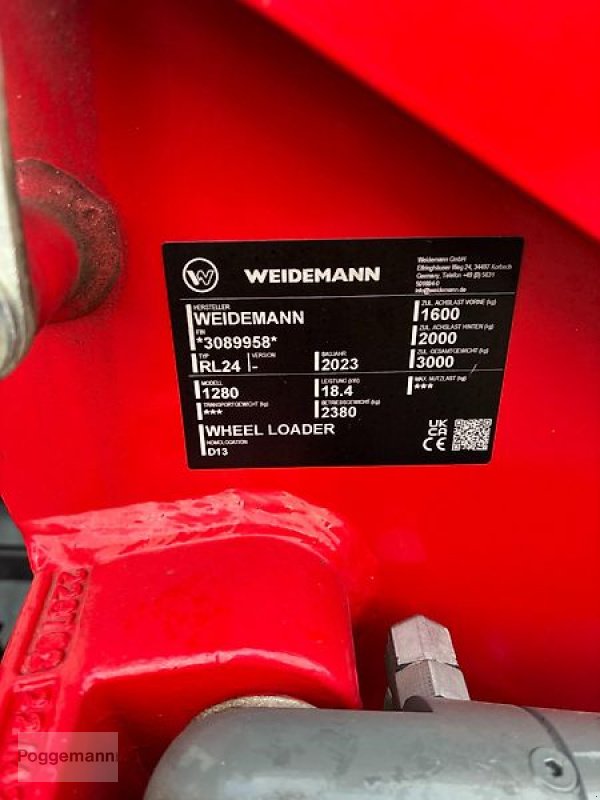 W WEIDEMANN
Weidemann GmbH
Elfringhäuser Weg 24, 34497 Korbach
Germany, Telefon +49 (0) 5631
501694-0
info@weidemann.de
HERSTELLER
WEIDEMANN
FIN
*3089958*
TYP VERSION BAUJAHR
RL24 - 2023
MODELL LEISTUNG (kW)
1280 18.4
TRANSPORTGEWICHT (kg) BETRIEBSGEWICHT (kg)
*** 2380
WHEEL LOADER
HOMOLOGATION
D13
ZUL. ACHSLAST VORNE (kg)
1600
ZUL. ACHSLAST HINTEN (kg)
2000
ZUL. GESAMTGEWICHT (kg)
3000
MAX. NUTZLAST (kg)
***
UK
CA
CE
Poggemann